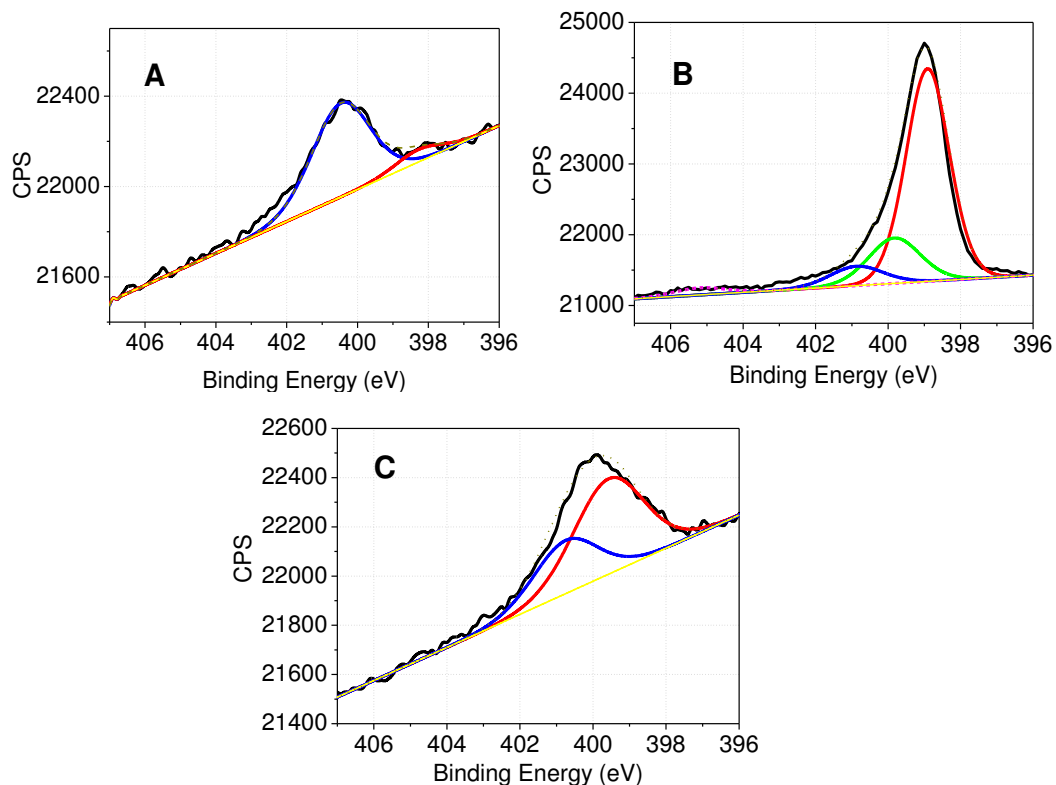 A
CPS
22400
22000
21600
406 404 402 400 398 396
Binding Energy (eV)
B
CPS
25000
24000
23000
22000
21000
406 404 402 400 398 396
Binding Energy (eV)
C
CPS
22600
22400
22200
22000
21800
21600
21400
406 404 402 400 398 396
Binding Energy (eV)